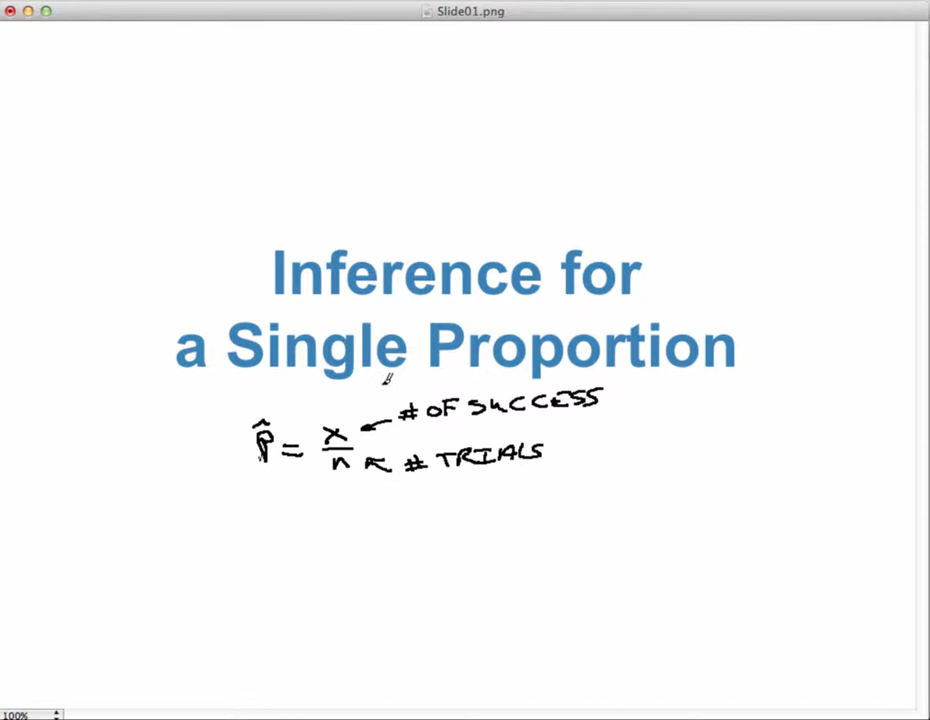 Slide01.png
Inference for
a Single Proportion
p̂ = x/n
# OF SUCCESS
# TRIALS
100%